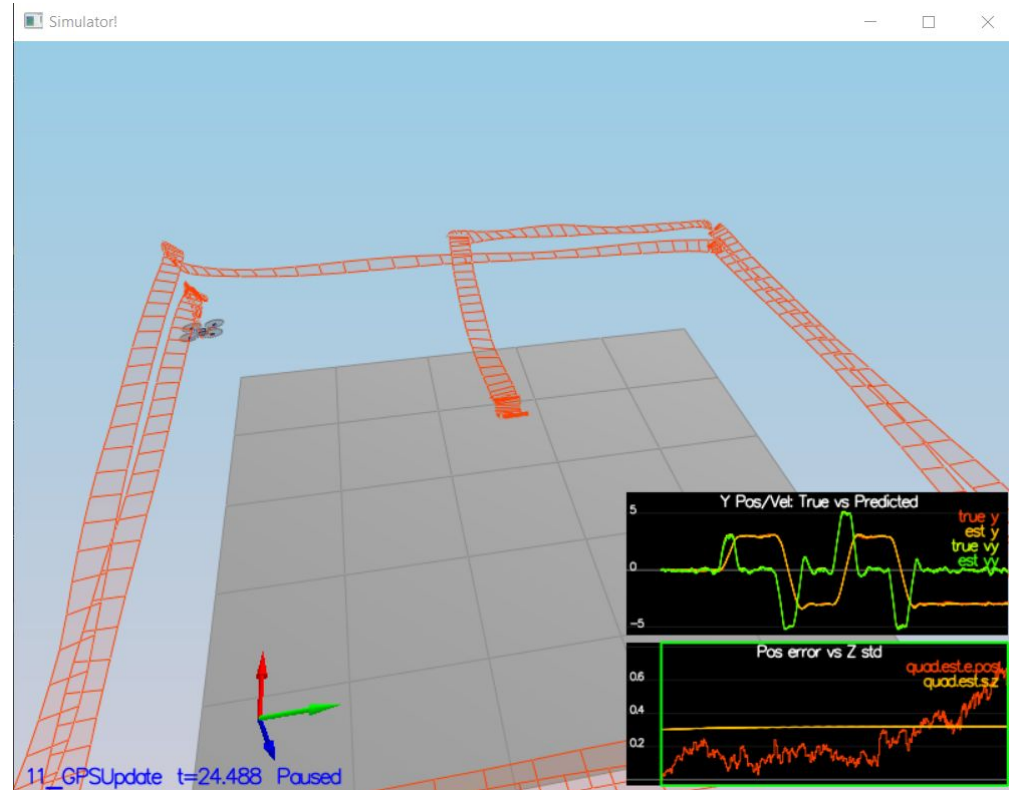 Simulator!
Y Pos/Vel: True vs Predicted
5
true y
est y
true vy
0
est vy
-5
Pos error vs Z std
quad.est.e.pos
0.6
quad.est.s.z
0.4
0.2
11_GPSUpdate t=24.488 Paused